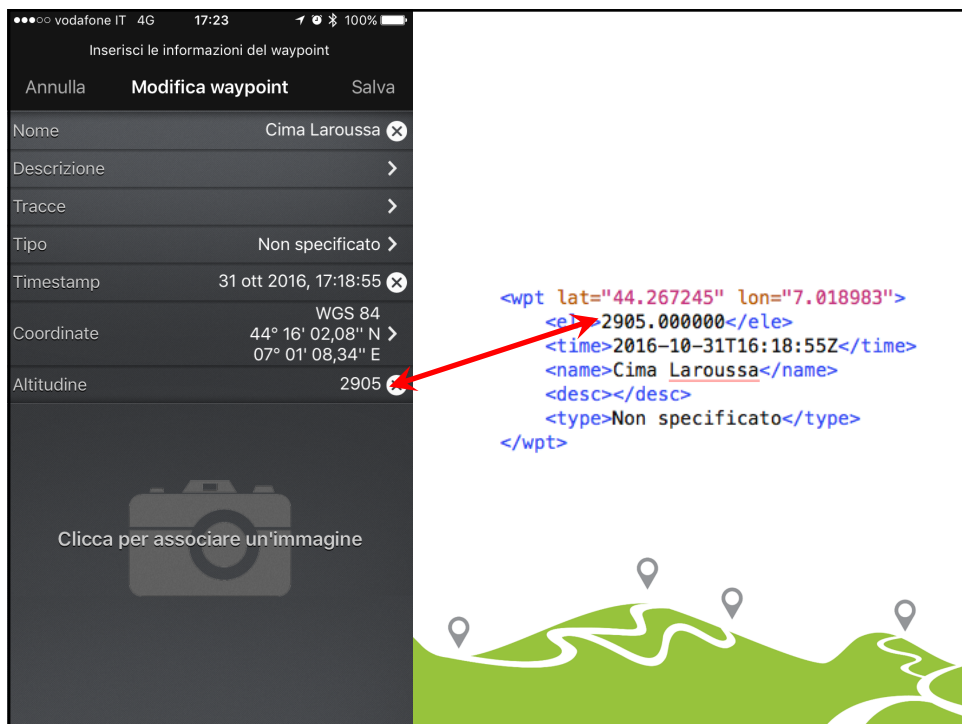 vodafone IT 4G 17:23 100%
Inserisci le informazioni del waypoint
Annulla Modifica waypoint Salva
Nome Cima Laroussa
Descrizione
Tracce
Tipo Non specificato
Timestamp 31 ott 2016, 17:18:55
Coordinate WGS 84
44° 16' 02,08" N
07° 01' 08,34" E
Altitudine 2905
Clicca per associare un'immagine
<wpt lat="44.267245" lon="7.018983">
2905.000000</ele>
<time>2016-10-31T16:18:55Z</time>
<name>Cima Laroussa</name>
<desc></desc>
<type>Non specificato</type>
</wpt>